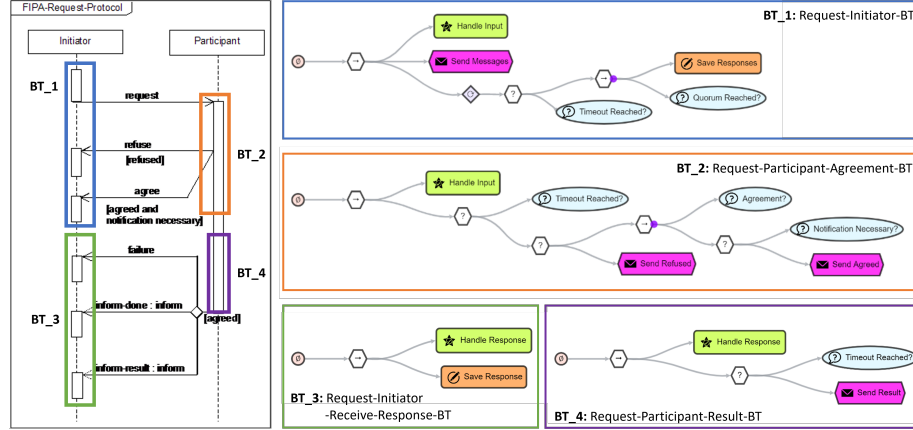 FIPA-Request-Protocol
Initiator
Participant
BT_1
request
refuse
[refused]
BT_2
agree
[agreed and
notification necessary]
failure
BT_4
inform-done : inform
[agreed]
BT_3
inform-result : inform
BT_1: Request-Initiator-BT
Ø
→
Handle Input
Send Messages
?
→
Save Responses
Timeout Reached?
Quorum Reached?
BT_2: Request-Participant-Agreement-BT
Ø
→
Handle Input
?
Timeout Reached?
?
→
Agreement?
Send Refused
?
Notification Necessary?
Send Agreed
Ø
→
Handle Response
Save Response
BT_3: Request-Initiator
-Receive-Response-BT
Ø
→
Handle Response
?
Timeout Reached?
Send Result
BT_4: Request-Participant-Result-BT